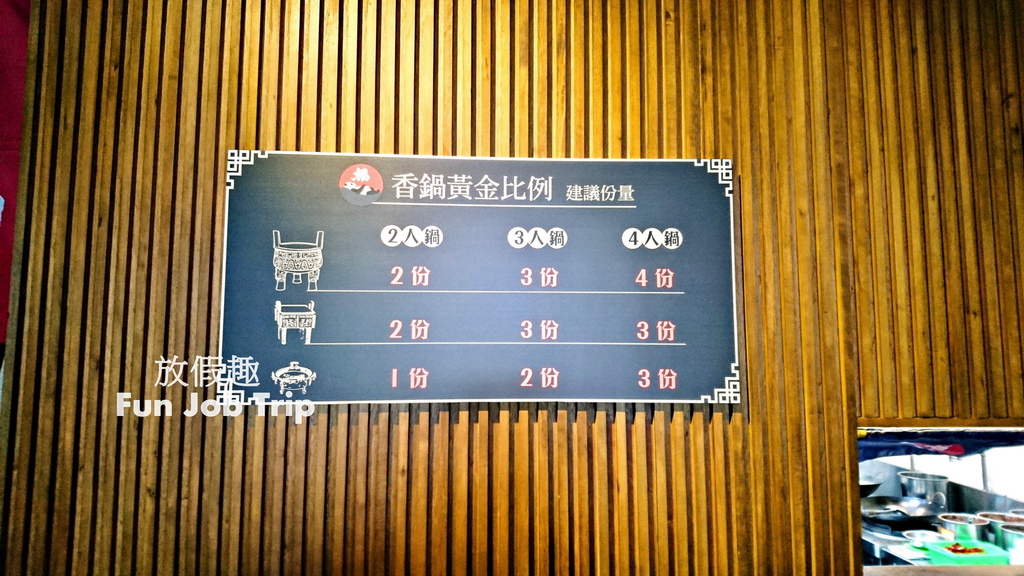 香鍋黃金比例 建議份量
2人鍋 3人鍋 4人鍋
2份 3份 4份
2份 3份 3份
1份 2份 3份
放假趣
Fun Job Trip